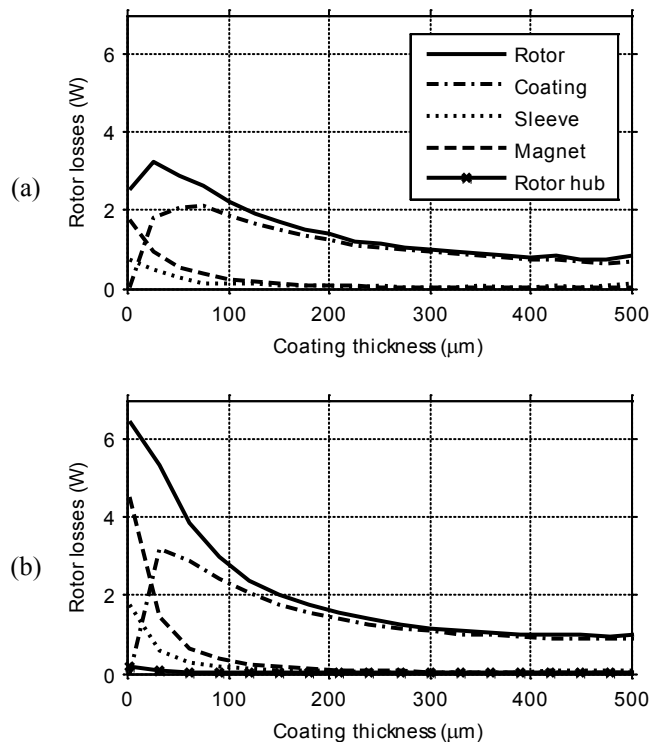 (a)
Rotor losses (W)
6
4
2
0
Rotor
Coating
Sleeve
Magnet
Rotor hub
0 100 200 300 400 500
Coating thickness (µm)
(b)
Rotor losses (W)
6
4
2
0
0 100 200 300 400 500
Coating thickness (µm)